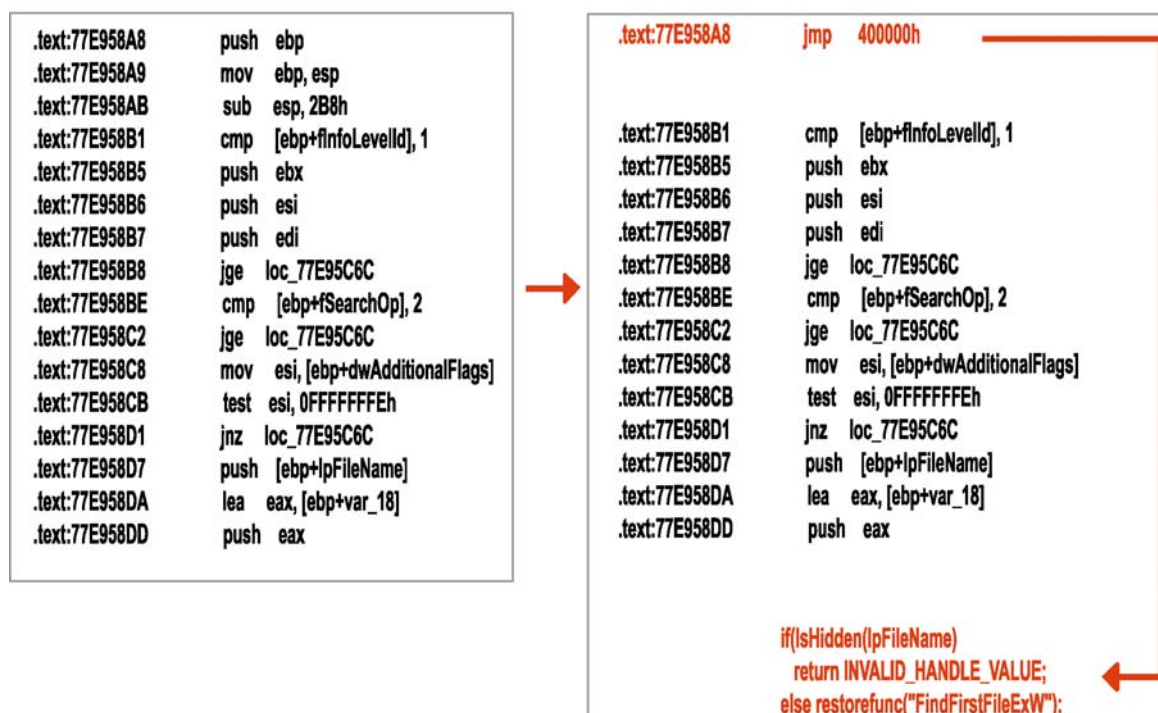 .text:77E958A8 push ebp
.text:77E958A9 mov ebp, esp
.text:77E958AB sub esp, 2B8h
.text:77E958B1 cmp [ebp+fInfoLevelId], 1
.text:77E958B5 push ebx
.text:77E958B6 push esi
.text:77E958B7 push edi
.text:77E958B8 jge loc_77E95C6C
.text:77E958BE cmp [ebp+fSearchOp], 2
.text:77E958C2 jge loc_77E95C6C
.text:77E958C8 mov esi, [ebp+dwAdditionalFlags]
.text:77E958CB test esi, 0FFFFFFFEh
.text:77E958D1 jnz loc_77E95C6C
.text:77E958D7 push [ebp+lpFileName]
.text:77E958DA lea eax, [ebp+var_18]
.text:77E958DD push eax
.text:77E958A8 jmp 400000h
.text:77E958B1 cmp [ebp+fInfoLevelId], 1
.text:77E958B5 push ebx
.text:77E958B6 push esi
.text:77E958B7 push edi
.text:77E958B8 jge loc_77E95C6C
.text:77E958BE cmp [ebp+fSearchOp], 2
.text:77E958C2 jge loc_77E95C6C
.text:77E958C8 mov esi, [ebp+dwAdditionalFlags]
.text:77E958CB test esi, 0FFFFFFFEh
.text:77E958D1 jnz loc_77E95C6C
.text:77E958D7 push [ebp+lpFileName]
.text:77E958DA lea eax, [ebp+var_18]
.text:77E958DD push eax
if(IsHidden(lpFileName)
return INVALID_HANDLE_VALUE;
else restorefunc("FindFirstFileExW");